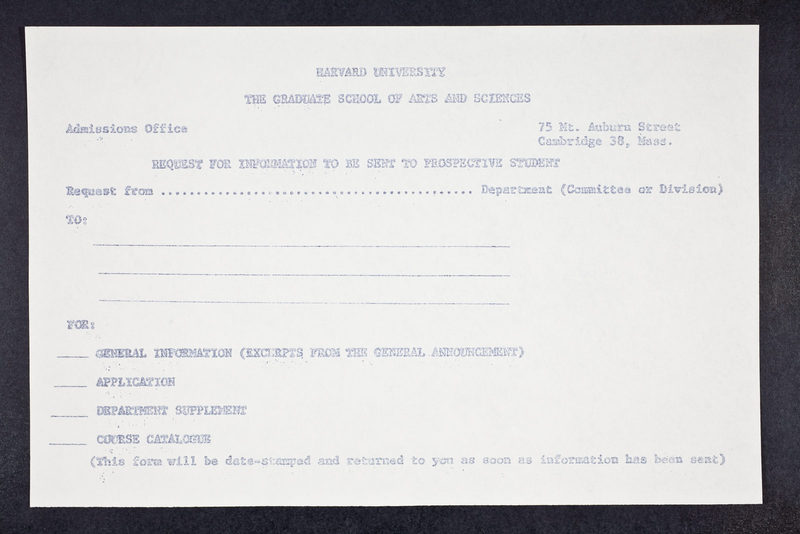 HARVARD UNIVERSITY
THE GRADUATE SCHOOL OF ARTS AND SCIENCES
Admissions Office
75 Mt. Auburn Street
Cambridge 38, Mass.
REQUEST FOR INFORMATION TO BE SENT TO PROSPECTIVE STUDENT
Request from ............................................ Department (Committee or Division)
TO:
FOR:
____ GENERAL INFORMATION (EXCERPTS FROM THE GENERAL ANNOUNCEMENT)
____ APPLICATION
____ DEPARTMENT SUPPLEMENT
____ COURSE CATALOGUE
(This form will be date-stamped and returned to you as soon as information has been sent)